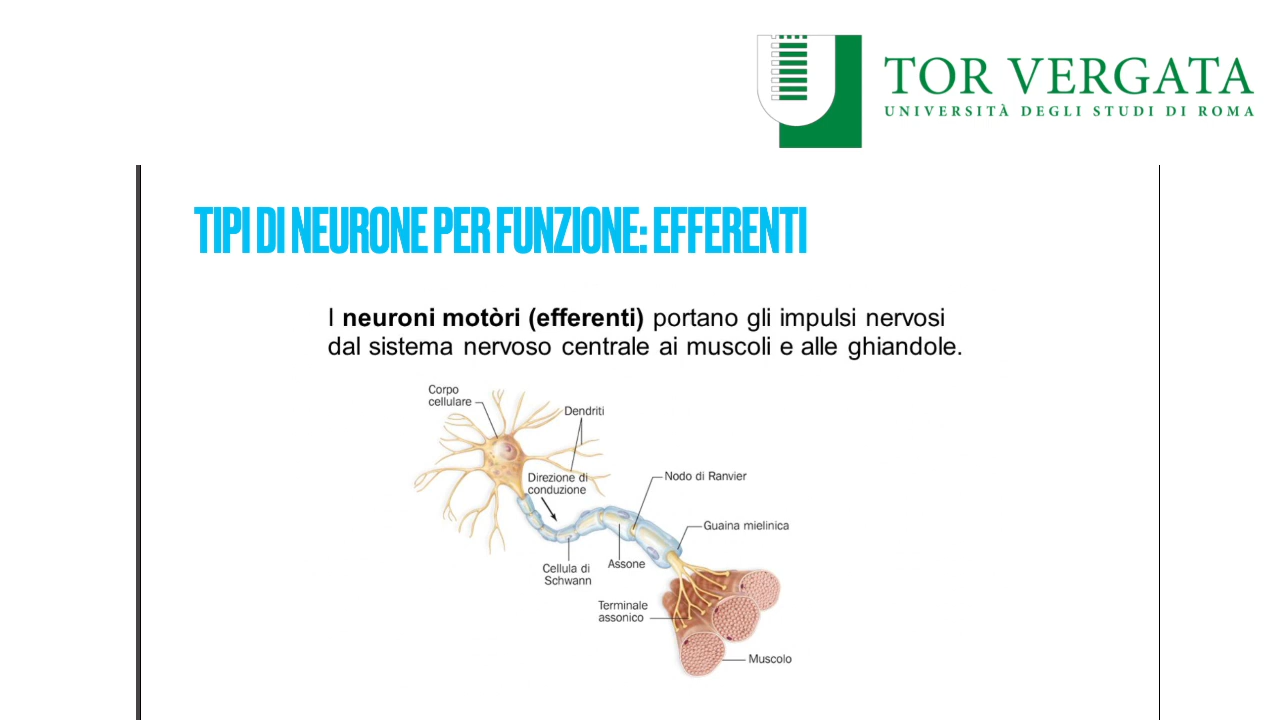 TOR VERGATA
UNIVERSITÀ DEGLI STUDI DI ROMA
TIPI DI NEURONE PER FUNZIONE: EFFERENTI
I neuroni motòri (efferenti) portano gli impulsi nervosi
dal sistema nervoso centrale ai muscoli e alle ghiandole.
Corpo
cellulare
Dendriti
Direzione di
conduzione
Nodo di Ranvier
Guaina mielinica
Assone
Cellula di
Schwann
Terminale
assonico
Muscolo